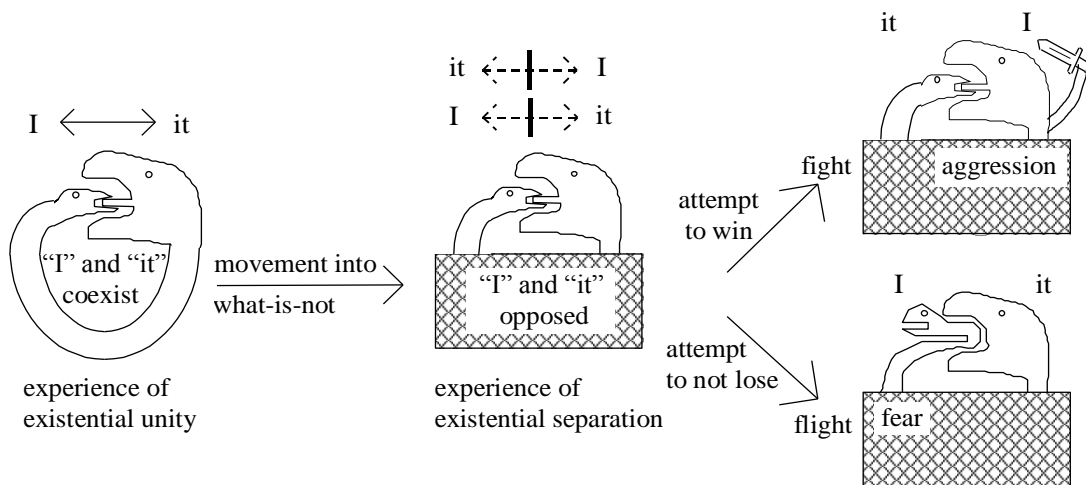 I it
“I” and “it”
coexist
experience of
existential unity
movement into
what-is-not
it I
I it
“I” and “it”
opposed
experience of
existential separation
attempt
to win
fight
it I
aggression
attempt
to not lose
flight
I it
fear